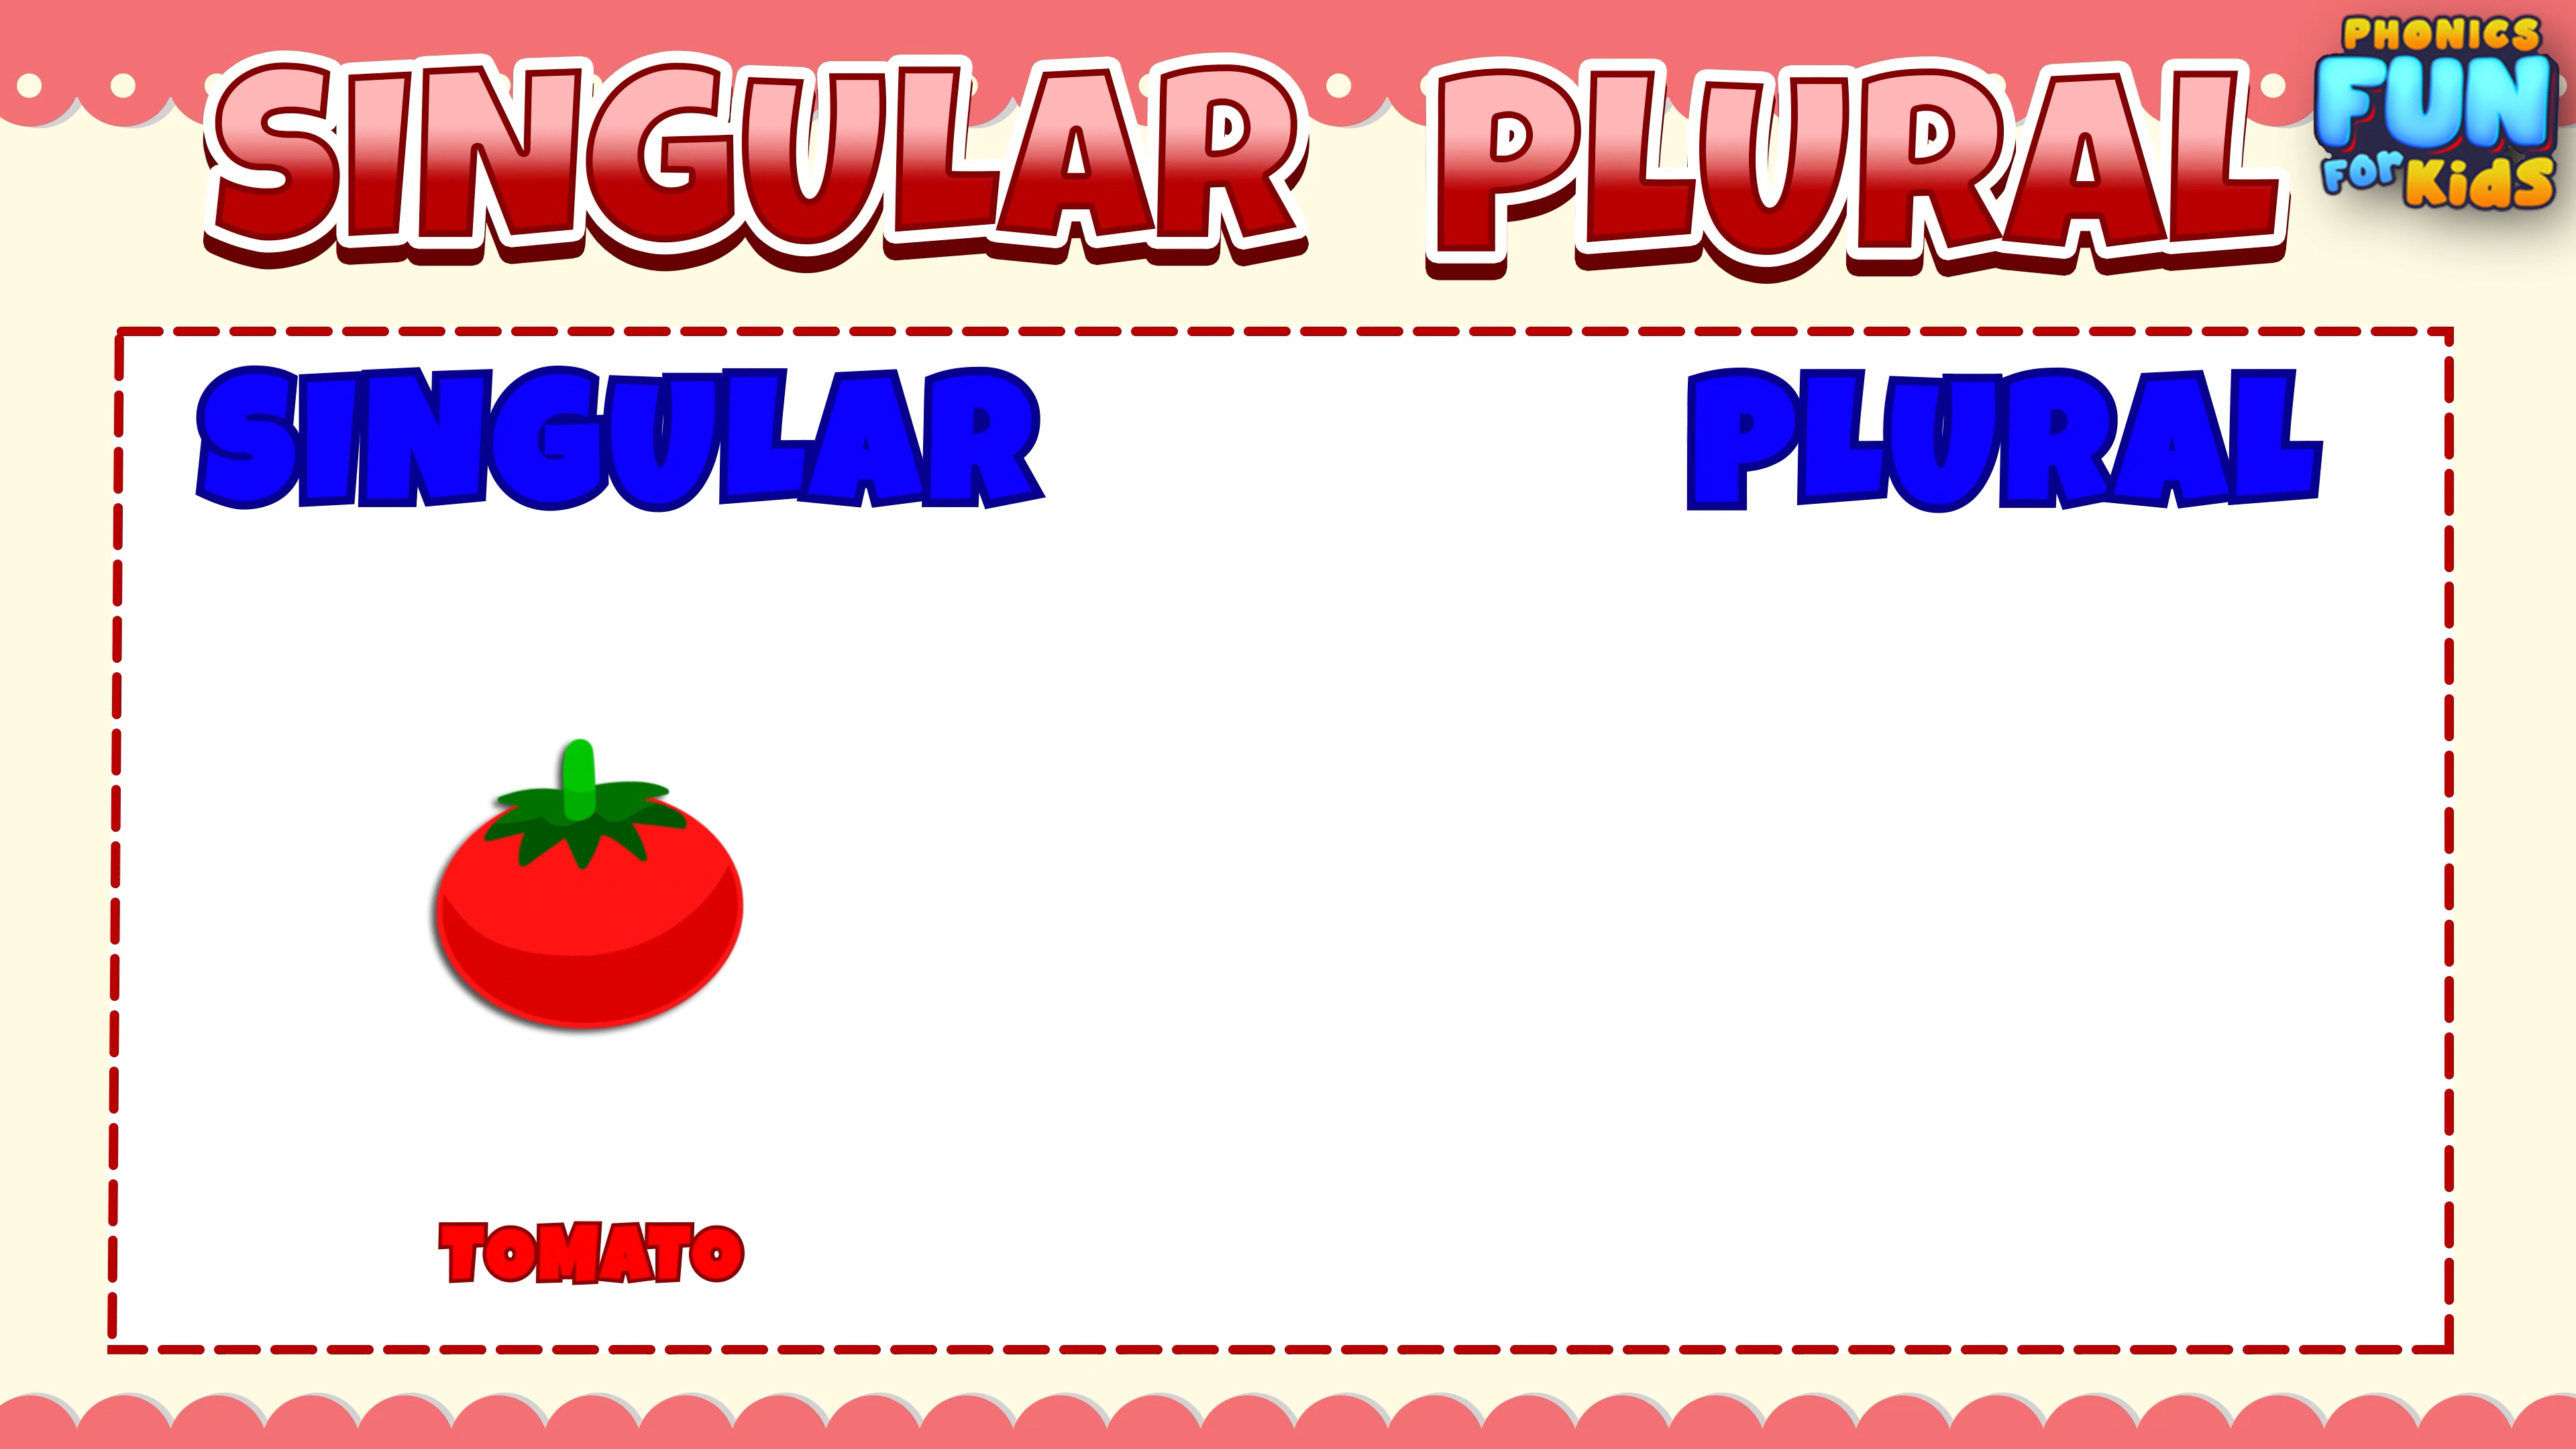 SINGULAR PLURAL
PHONICS
FUN
FOR KiDS
SINGULAR PLURAL
TOMATO